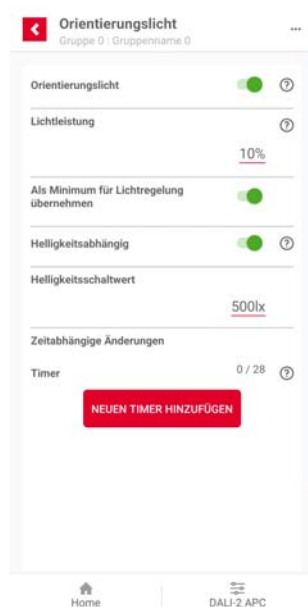 Orientierungslicht
Gruppe 0 | Gruppenname 0
Orientierungslicht
Lichtleistung
10%
Als Minimum für Lichtregelung
übernehmen
Helligkeitsabhängig
Helligkeitsschaltwert
500lx
Zeitabhängige Änderungen
Timer 0 / 28
NEUEN TIMER HINZUFÜGEN
Home DALI-2 APC